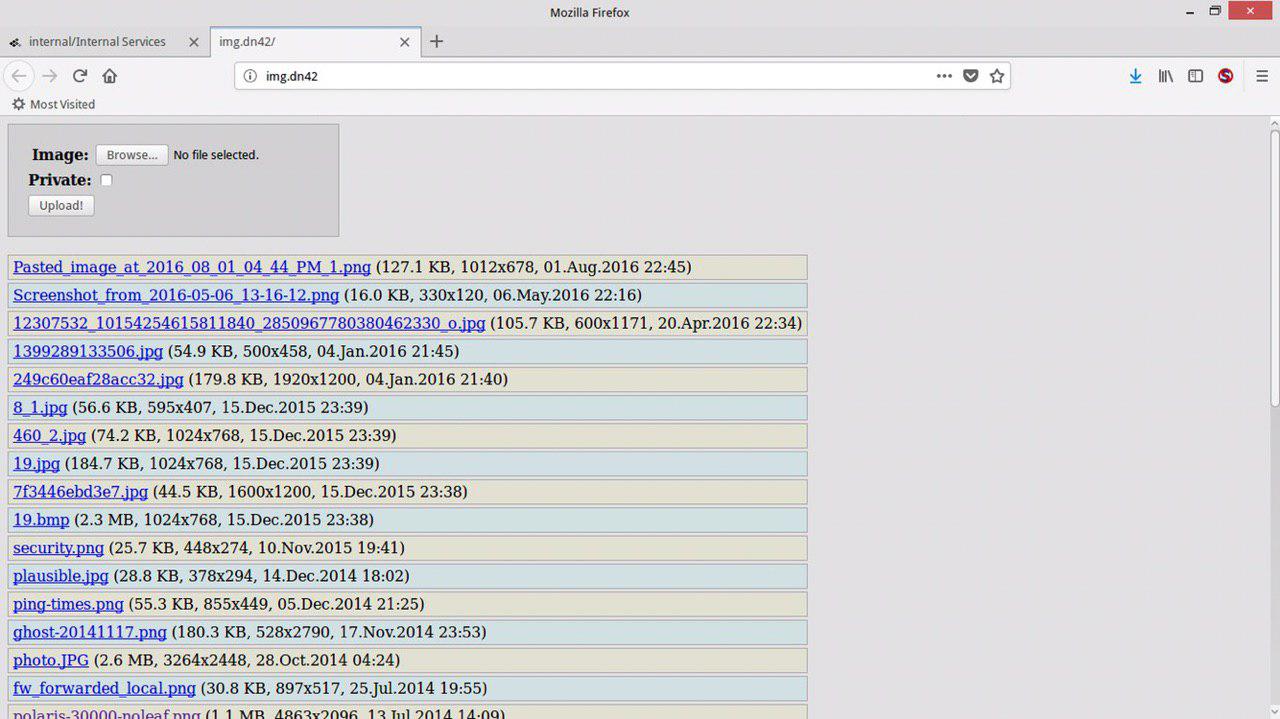 Mozilla Firefox
internal/Internal Services
img.dn42/
img.dn42
Most Visited
Image: Browse... No file selected.
Private:
Upload!
Pasted_image_at_2016_08_01_04_44_PM_1.png (127.1 KB, 1012x678, 01.Aug.2016 22:45)
Screenshot_from_2016-05-06_13-16-12.png (16.0 KB, 330x120, 06.May.2016 22:16)
12307532_10154254615811840_2850967780380462330_o.jpg (105.7 KB, 600x1171, 20.Apr.2016 22:34)
1399289133506.jpg (54.9 KB, 500x458, 04.Jan.2016 21:45)
249c60eaf28acc32.jpg (179.8 KB, 1920x1200, 04.Jan.2016 21:40)
8_1.jpg (56.6 KB, 595x407, 15.Dec.2015 23:39)
460_2.jpg (74.2 KB, 1024x768, 15.Dec.2015 23:39)
19.jpg (184.7 KB, 1024x768, 15.Dec.2015 23:39)
7f3446ebd3e7.jpg (44.5 KB, 1600x1200, 15.Dec.2015 23:38)
19.bmp (2.3 MB, 1024x768, 15.Dec.2015 23:38)
security.png (25.7 KB, 448x274, 10.Nov.2015 19:41)
plausible.jpg (28.8 KB, 378x294, 14.Dec.2014 18:02)
ping-times.png (55.3 KB, 855x449, 05.Dec.2014 21:25)
ghost-20141117.png (180.3 KB, 528x2790, 17.Nov.2014 23:53)
photo.JPG (2.6 MB, 3264x2448, 28.Oct.2014 04:24)
fw_forwarded_local.png (30.8 KB, 897x517, 25.Jul.2014 19:55)
polaris-30000-noleaf.png (1.1 MB, 4863x2096, 13.Jul.2014 14:09)